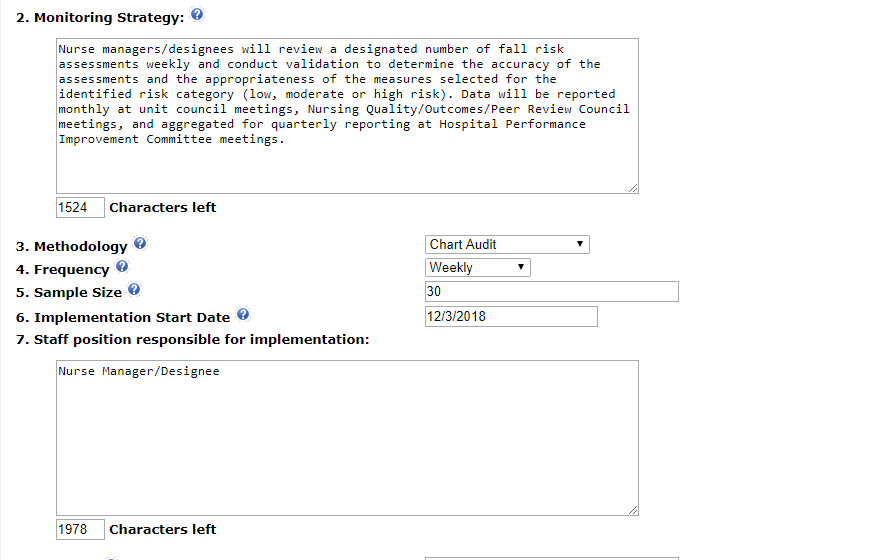 2. Monitoring Strategy: ?
Nurse managers/designees will review a designated number of fall risk
assessments weekly and conduct validation to determine the accuracy of the
assessments and the appropriateness of the measures selected for the
identified risk category (low, moderate or high risk). Data will be reported
monthly at unit council meetings, Nursing Quality/Outcomes/Peer Review Council
meetings, and aggregated for quarterly reporting at Hospital Performance
Improvement Committee meetings.
1524 Characters left
3. Methodology ? Chart Audit
4. Frequency ? Weekly
5. Sample Size ? 30
6. Implementation Start Date ? 12/3/2018
7. Staff position responsible for implementation:
Nurse Manager/Designee
1978 Characters left